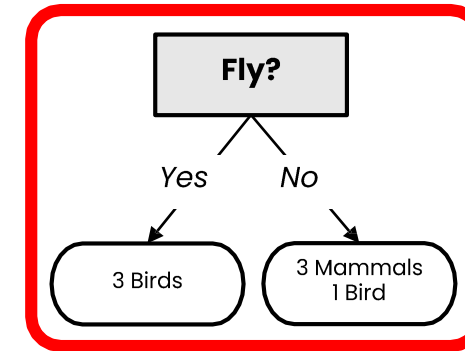 Fly?
Yes
No
3 Birds
3 Mammals
1 Bird